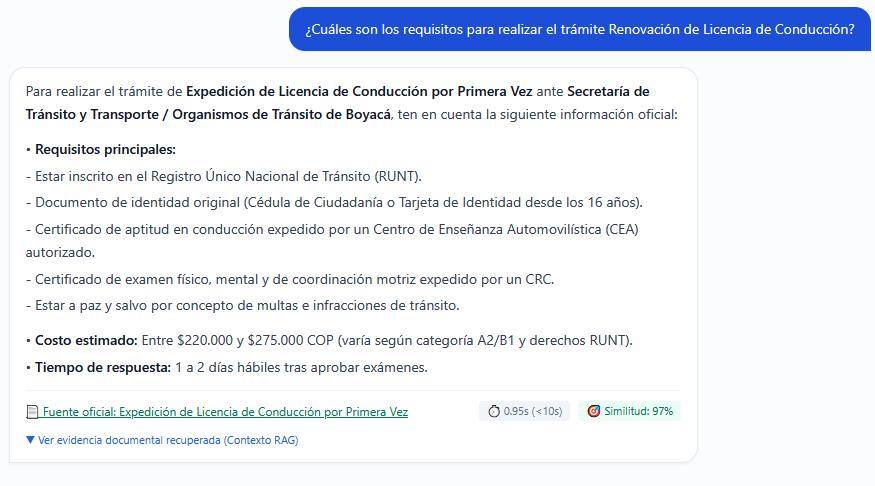 ¿Cuáles son los requisitos para realizar el trámite Renovación de Licencia de Conducción?
Para realizar el trámite de Expedición de Licencia de Conducción por Primera Vez ante Secretaría de
Tránsito y Transporte / Organismos de Tránsito de Boyacá, ten en cuenta la siguiente información oficial:
• Requisitos principales:
- Estar inscrito en el Registro Único Nacional de Tránsito (RUNT).
- Documento de identidad original (Cédula de Ciudadanía o Tarjeta de Identidad desde los 16 años).
- Certificado de aptitud en conducción expedido por un Centro de Enseñanza Automovilística (CEA)
autorizado.
- Certificado de examen físico, mental y de coordinación motriz expedido por un CRC.
- Estar a paz y salvo por concepto de multas e infracciones de tránsito.
• Costo estimado: Entre $220.000 y $275.000 COP (varía según categoría A2/B1 y derechos RUNT).
• Tiempo de respuesta: 1 a 2 días hábiles tras aprobar exámenes.
Fuente oficial: Expedición de Licencia de Conducción por Primera Vez
0.95s (<10s)
Similitud: 97%
▼ Ver evidencia documental recuperada (Contexto RAG)